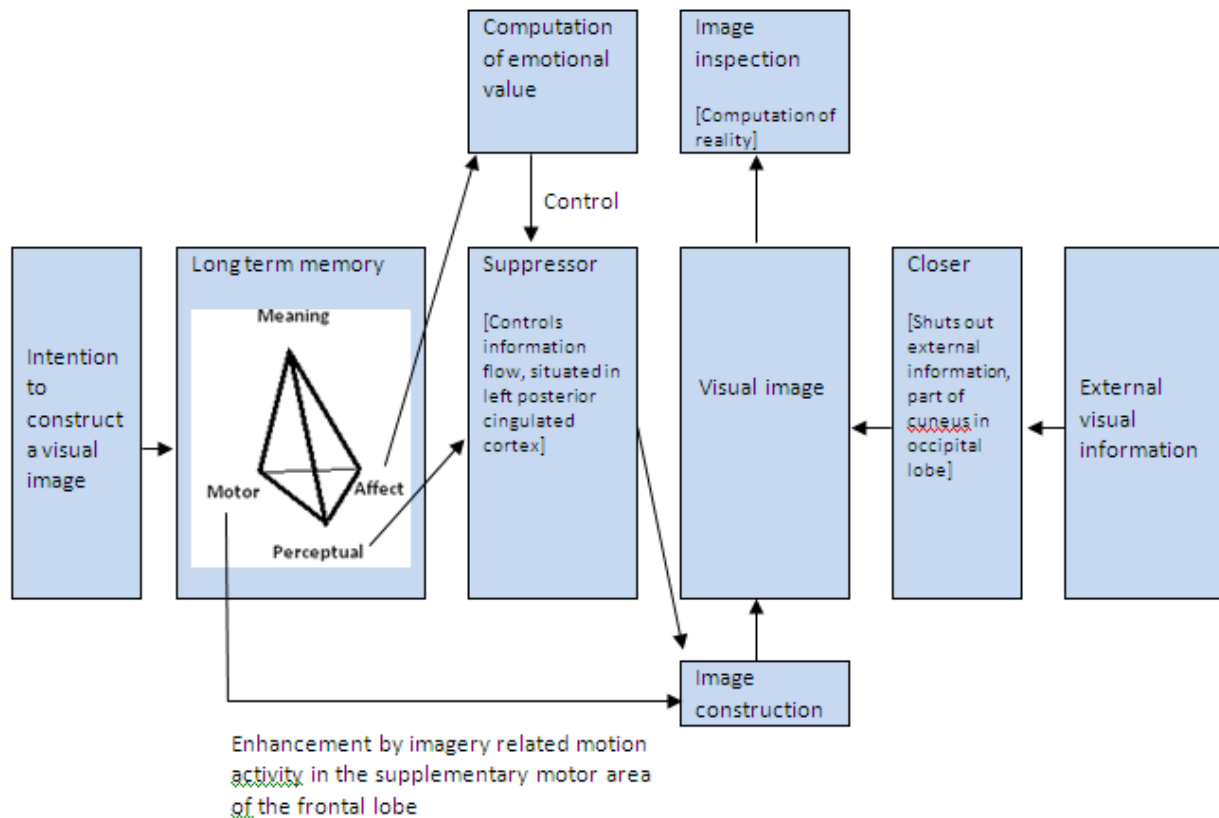 Computation
of emotional
value
Image
inspection
[Computation of
reality]
Control
Intention
to
construct
a visual
image
Long term memory
Meaning
Motor
Affect
Perceptual
Suppressor
[Controls
information
flow, situated in
left posterior
cingulated
cortex]
Visual image
Closer
[Shuts out
external
information,
part of
cuneus in
occipital
lobe]
External
visual
information
Image
construction
Enhancement by imagery related motion
activity in the supplementary motor area
of the frontal lobe